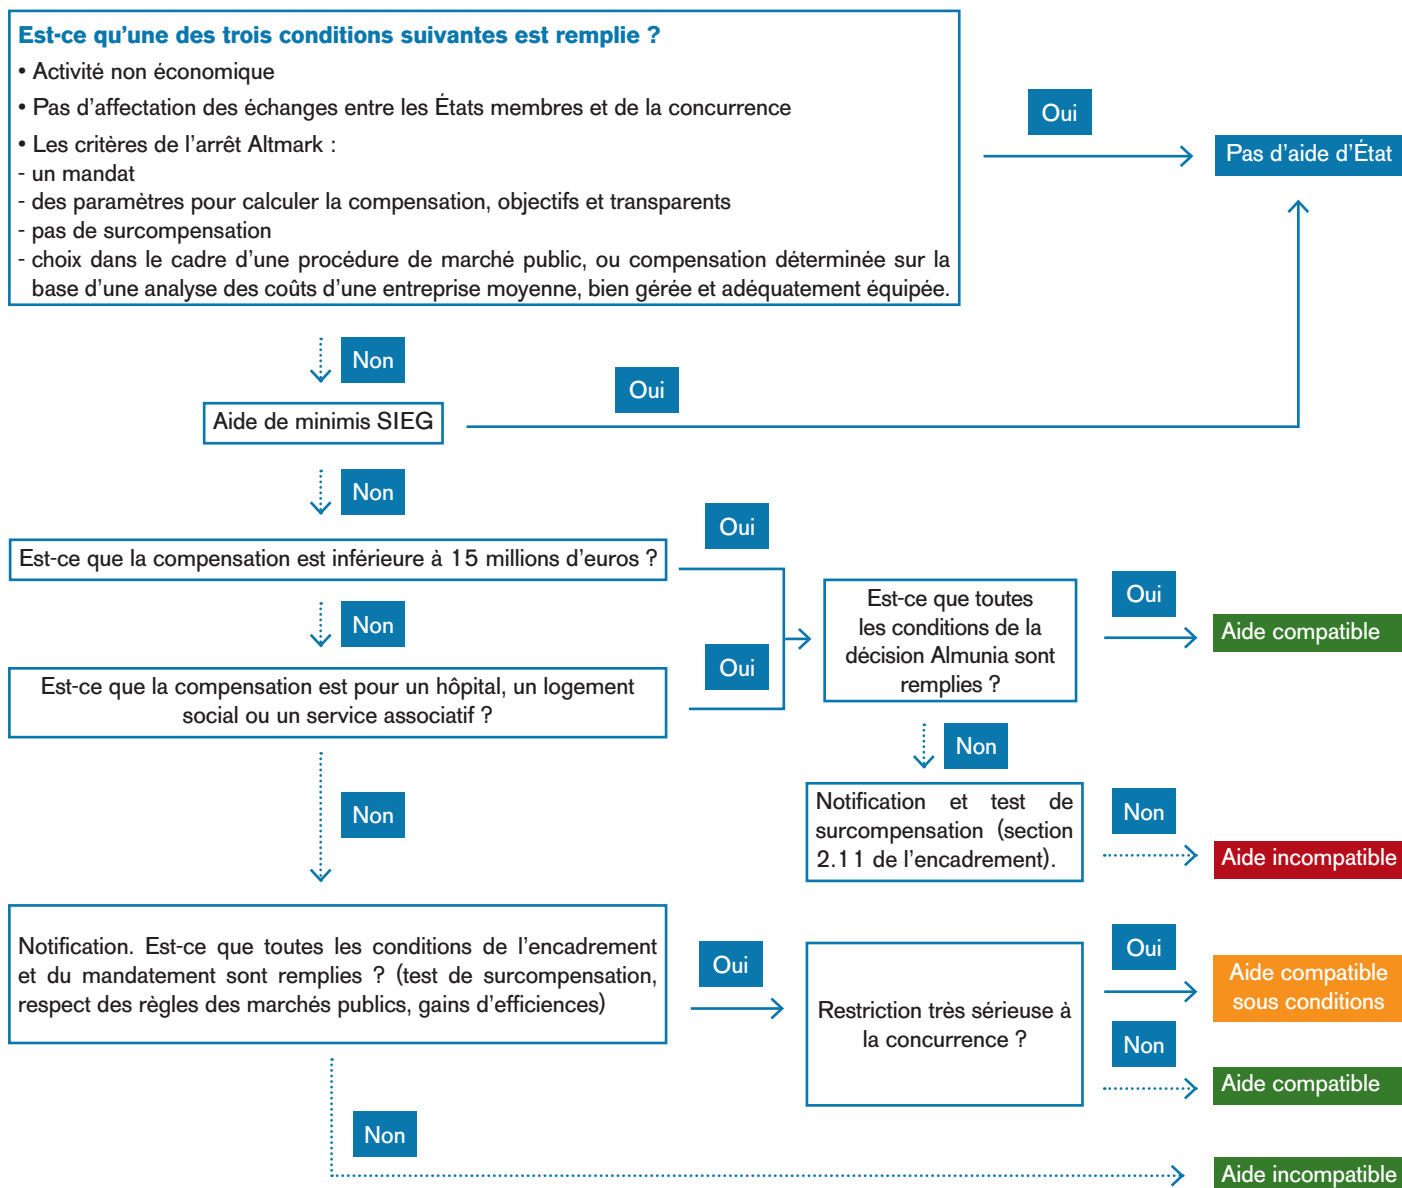 Est-ce qu'une des trois conditions suivantes est remplie ?
• Activité non économique
• Pas d'affectation des échanges entre les États membres et de la concurrence
• Les critères de l'arrêt Altmark :
- un mandat
- des paramètres pour calculer la compensation, objectifs et transparents
- pas de surcompensation
- choix dans le cadre d'une procédure de marché public, ou compensation déterminée sur la
base d'une analyse des coûts d'une entreprise moyenne, bien gérée et adéquatement équipée.
Oui
Pas d'aide d'État
Non
Oui
Aide de minimis SIEG
Non
Oui
Est-ce que la compensation est inférieure à 15 millions d'euros ?
Non
Oui
Est-ce que la compensation est pour un hôpital, un logement
social ou un service associatif ?
Est-ce que toutes
les conditions de la
décision Almunia sont
remplies ?
Oui
Aide compatible
Non
Notification et test de
surcompensation (section
2.11 de l'encadrement).
Non
Aide incompatible
Non
Notification. Est-ce que toutes les conditions de l'encadrement
et du mandatement sont remplies ? (test de surcompensation,
respect des règles des marchés publics, gains d'efficiences)
Oui
Restriction très sérieuse à
la concurrence ?
Oui
Aide compatible
sous conditions
Non
Aide compatible
Non
Aide incompatible